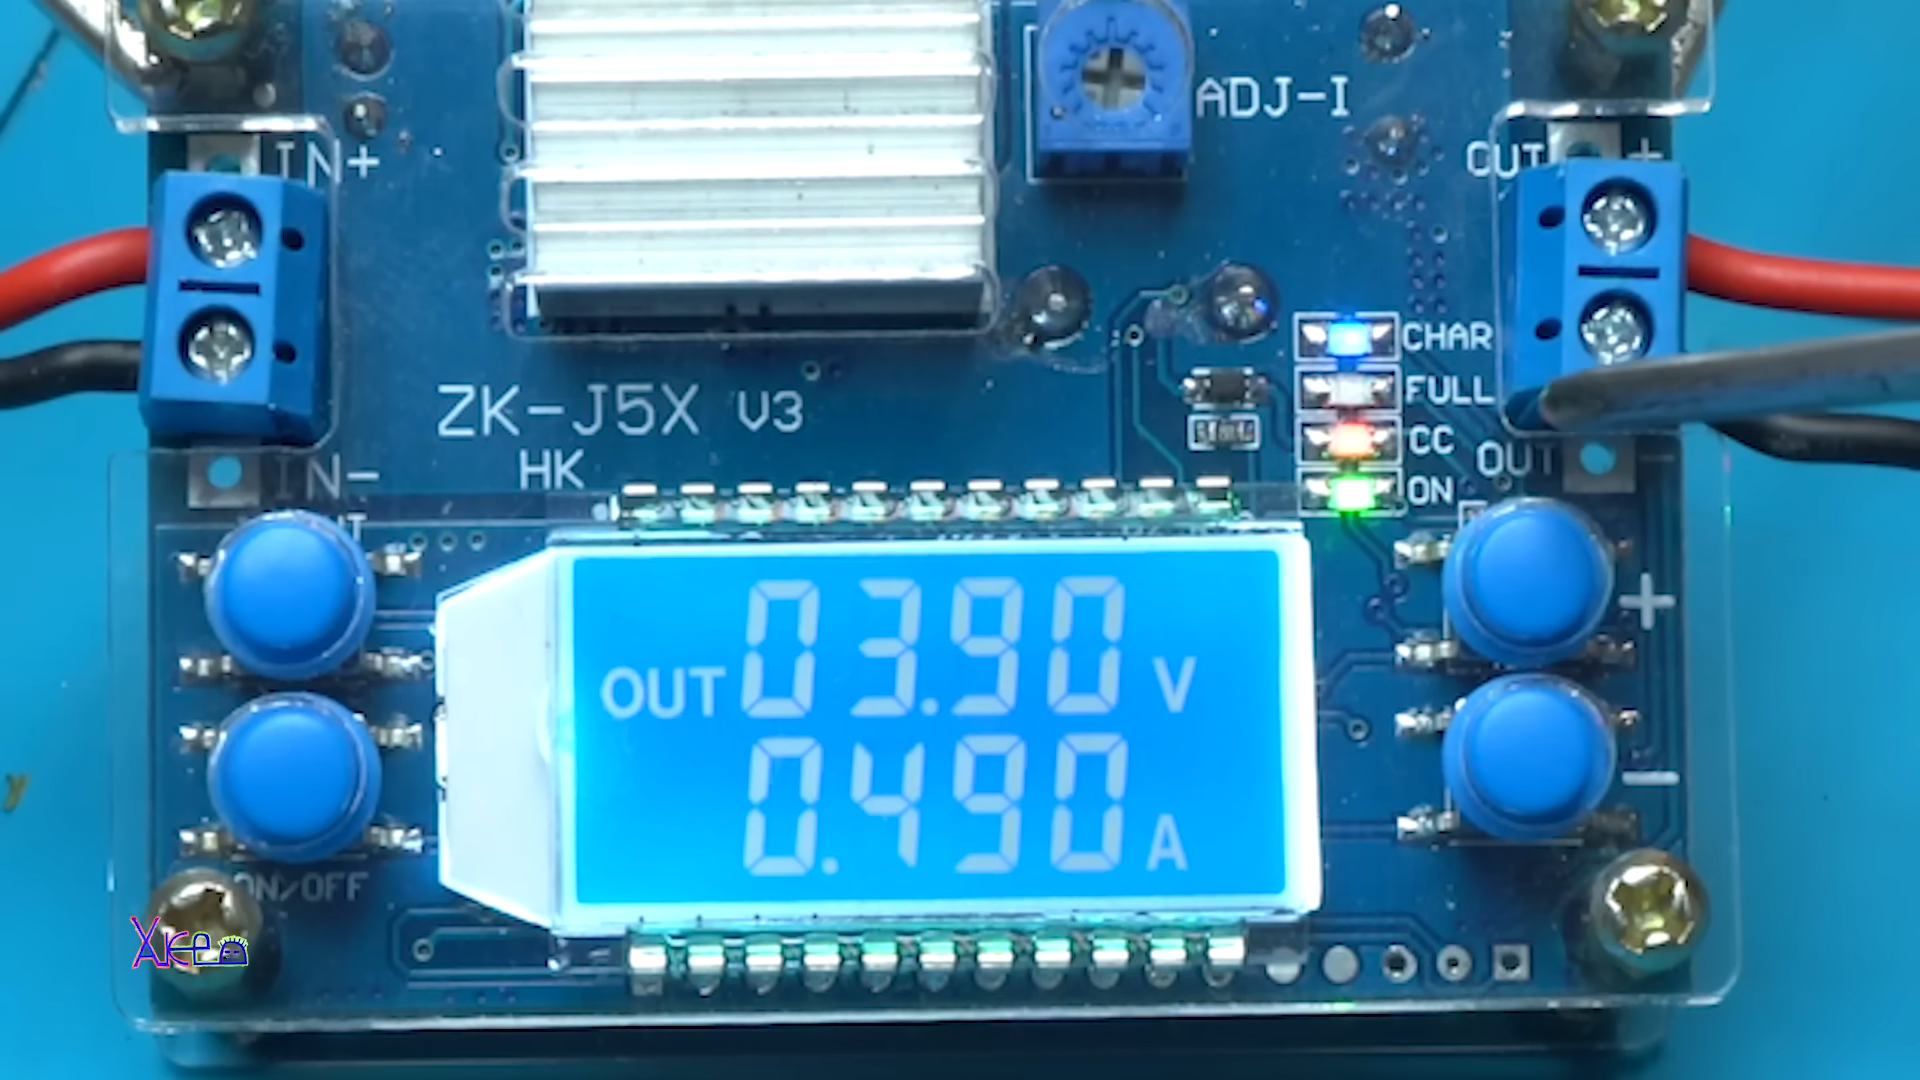 ADJ-I
IN+
OUT +
CHAR
FULL
ZK-J5X V3
CC
OUT -
HK
IN-
ON
OUT 03.90 V
+
0.490 A
-
ON/OFF